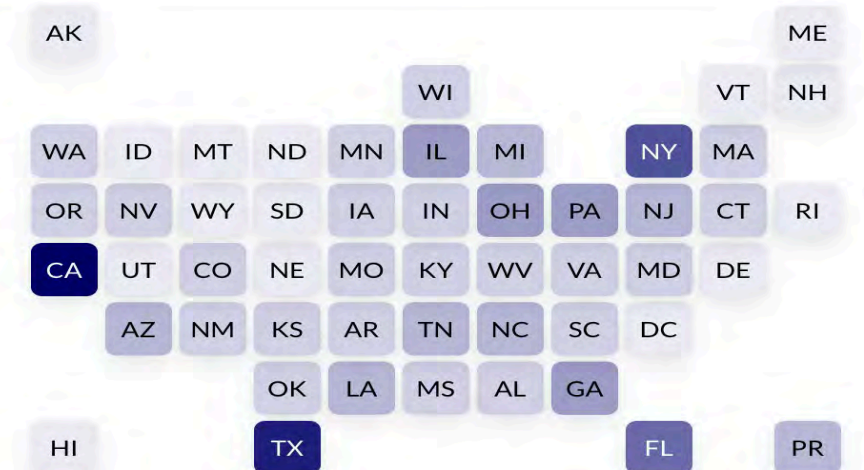 AK ME
WI VT NH
WA ID MT ND MN IL MI NY MA
OR NV WY SD IA IN OH PA NJ CT RI
CA UT CO NE MO KY WV VA MD DE
AZ NM KS AR TN NC SC DC
OK LA MS AL GA
HI TX FL PR